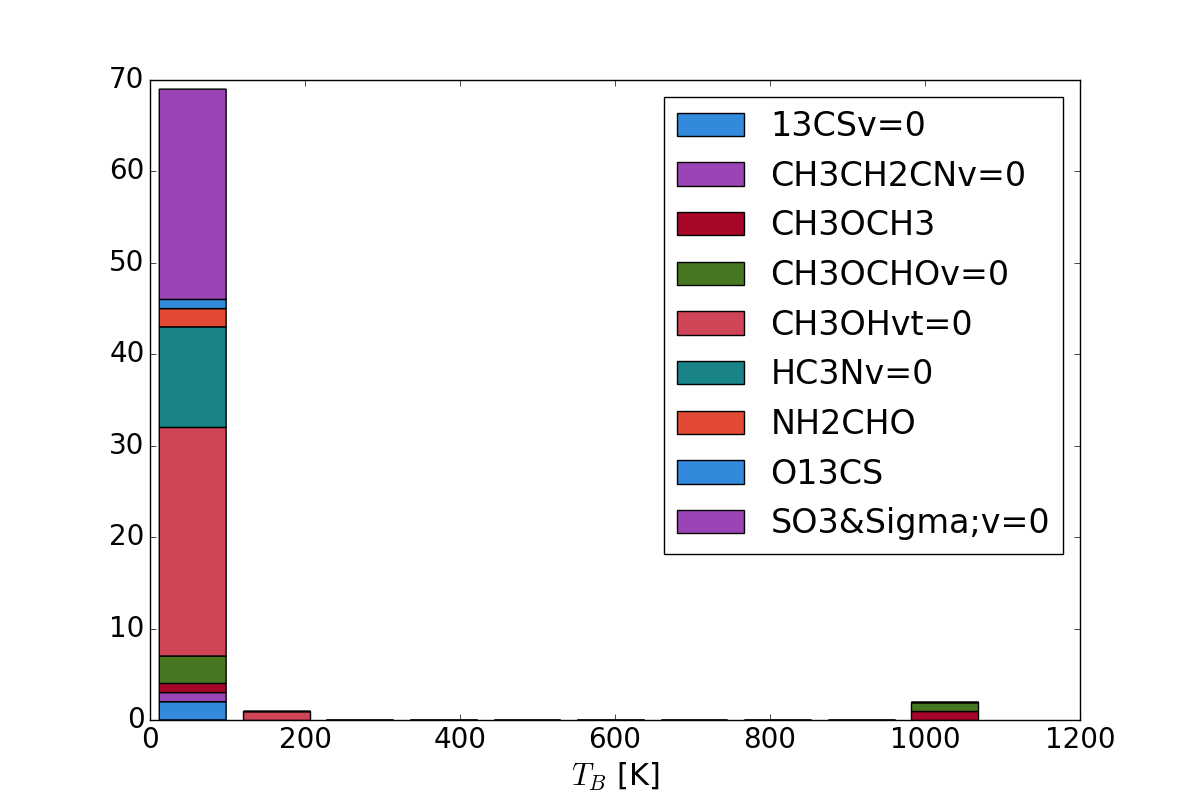 70
60
50
40
30
20
10
0
0 200 400 600 800 1000 1200
T_B [K]
13CSv=0
CH3CH2CNv=0
CH3OCH3
CH3OCHOv=0
CH3OHvt=0
HC3Nv=0
NH2CHO
O13CS
SO3&Sigma;v=0